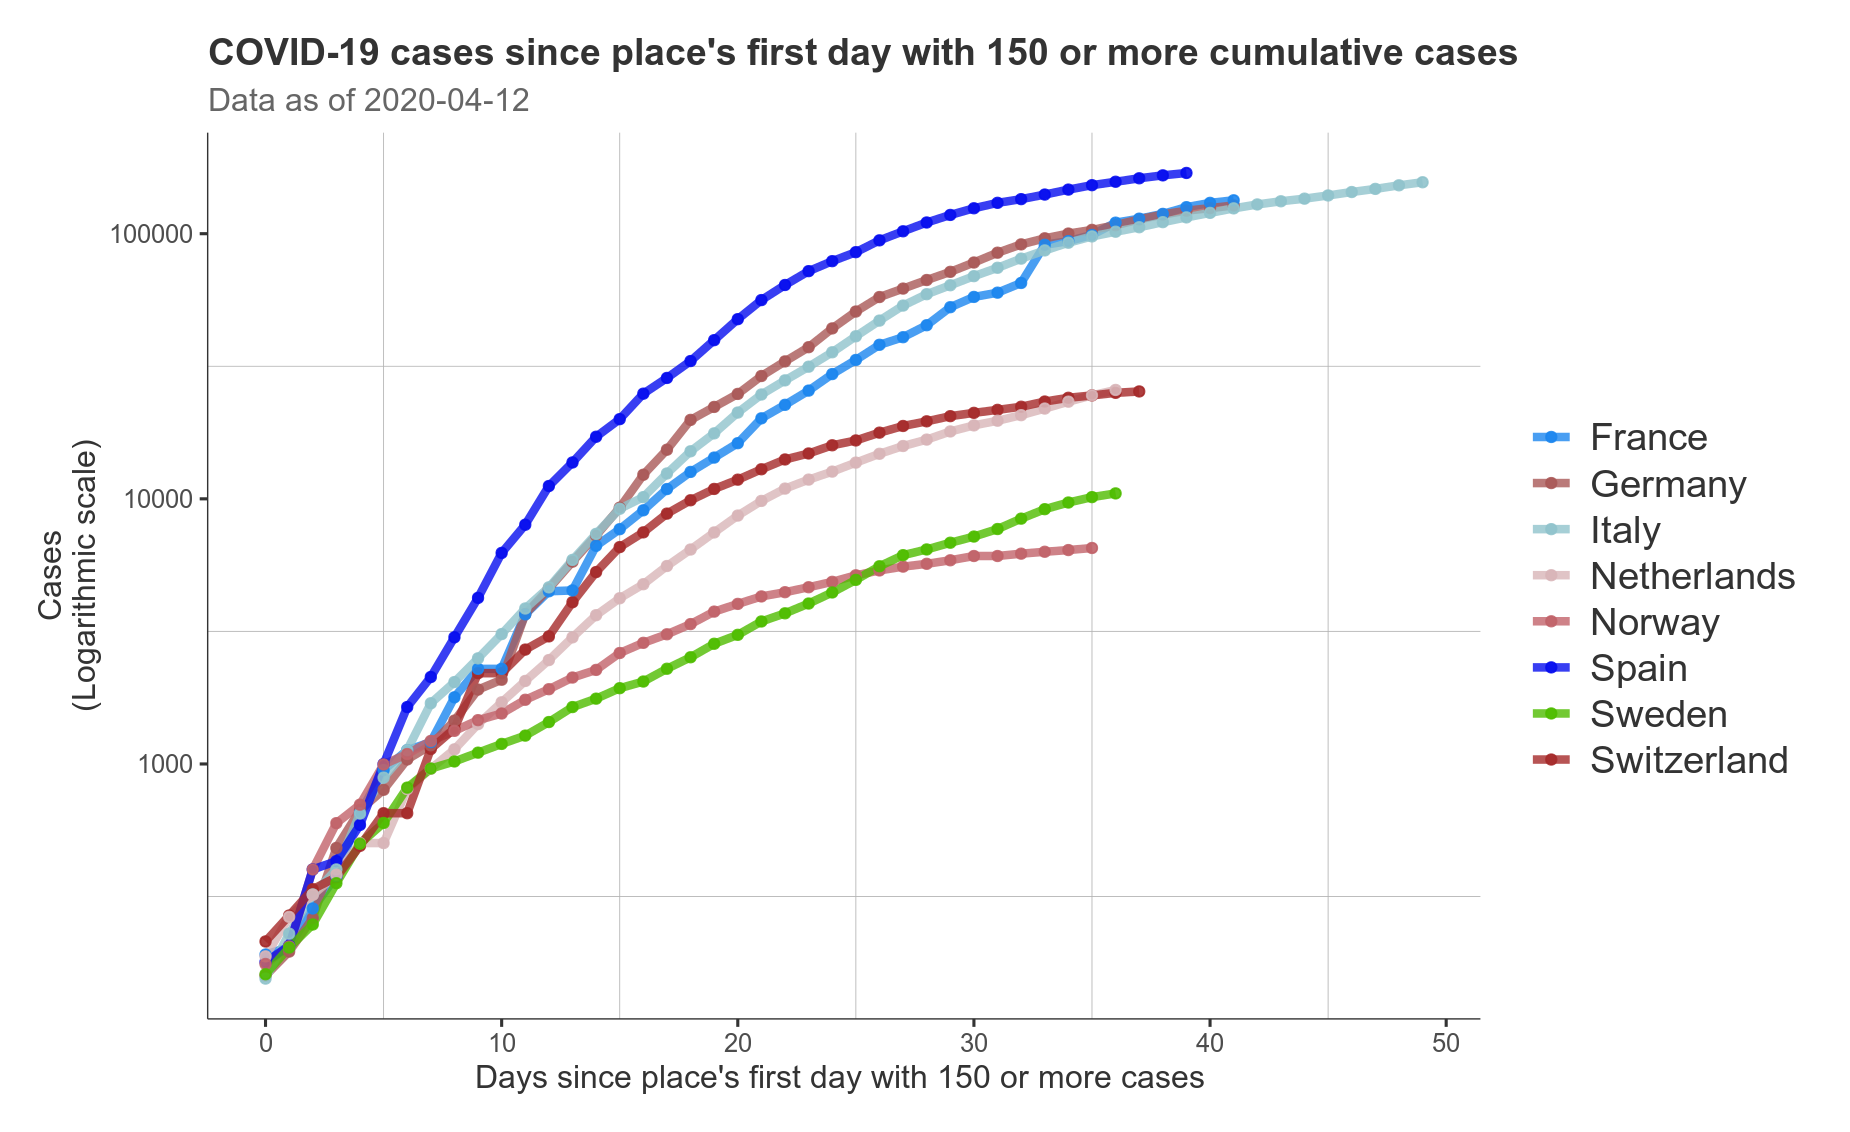 COVID-19 cases since place's first day with 150 or more cumulative cases
Data as of 2020-04-12
100000
10000
1000
Cases
(Logarithmic scale)
0 10 20 30 40 50
Days since place's first day with 150 or more cases
France
Germany
Italy
Netherlands
Norway
Spain
Sweden
Switzerland